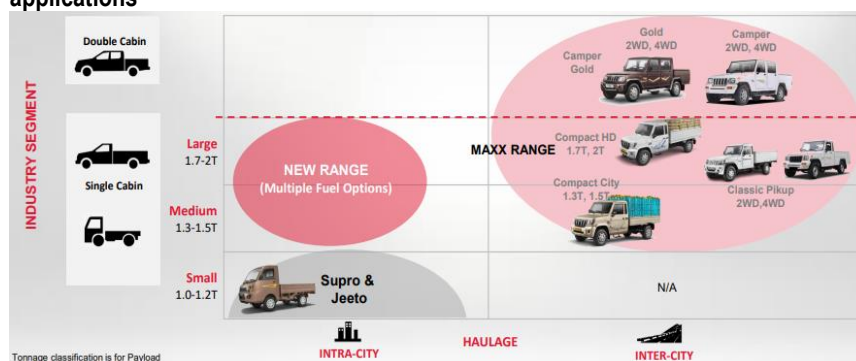 applications
INDUSTRY SEGMENT
Double Cabin
Single Cabin
Large
1.7-2T
Medium
1.3-1.5T
Small
1.0-1.2T
NEW RANGE
(Multiple Fuel Options)
Supro &
Jeeto
MAXX RANGE
Camper
Gold
Gold
2WD, 4WD
Camper
2WD, 4WD
Compact HD
1.7T, 2T
Compact City
1.3T, 1.5T
Classic Pikup
2WD,4WD
N/A
HAULAGE
INTRA-CITY
INTER-CITY
Tonnage classification is for Payload